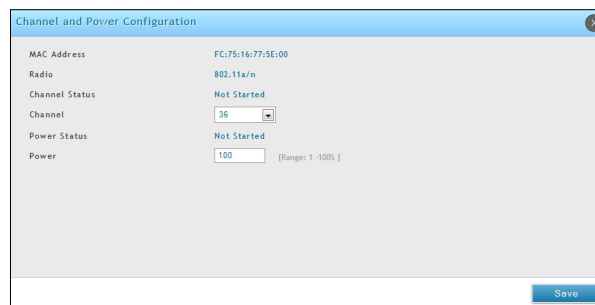 Channel and Power Configuration
X
MAC Address FC:75:16:77:5E:00
Radio 802.11a/n
Channel Status Not Started
Channel 36
Power Status Not Started
Power 100 [Range: 1 -100% ]
Save